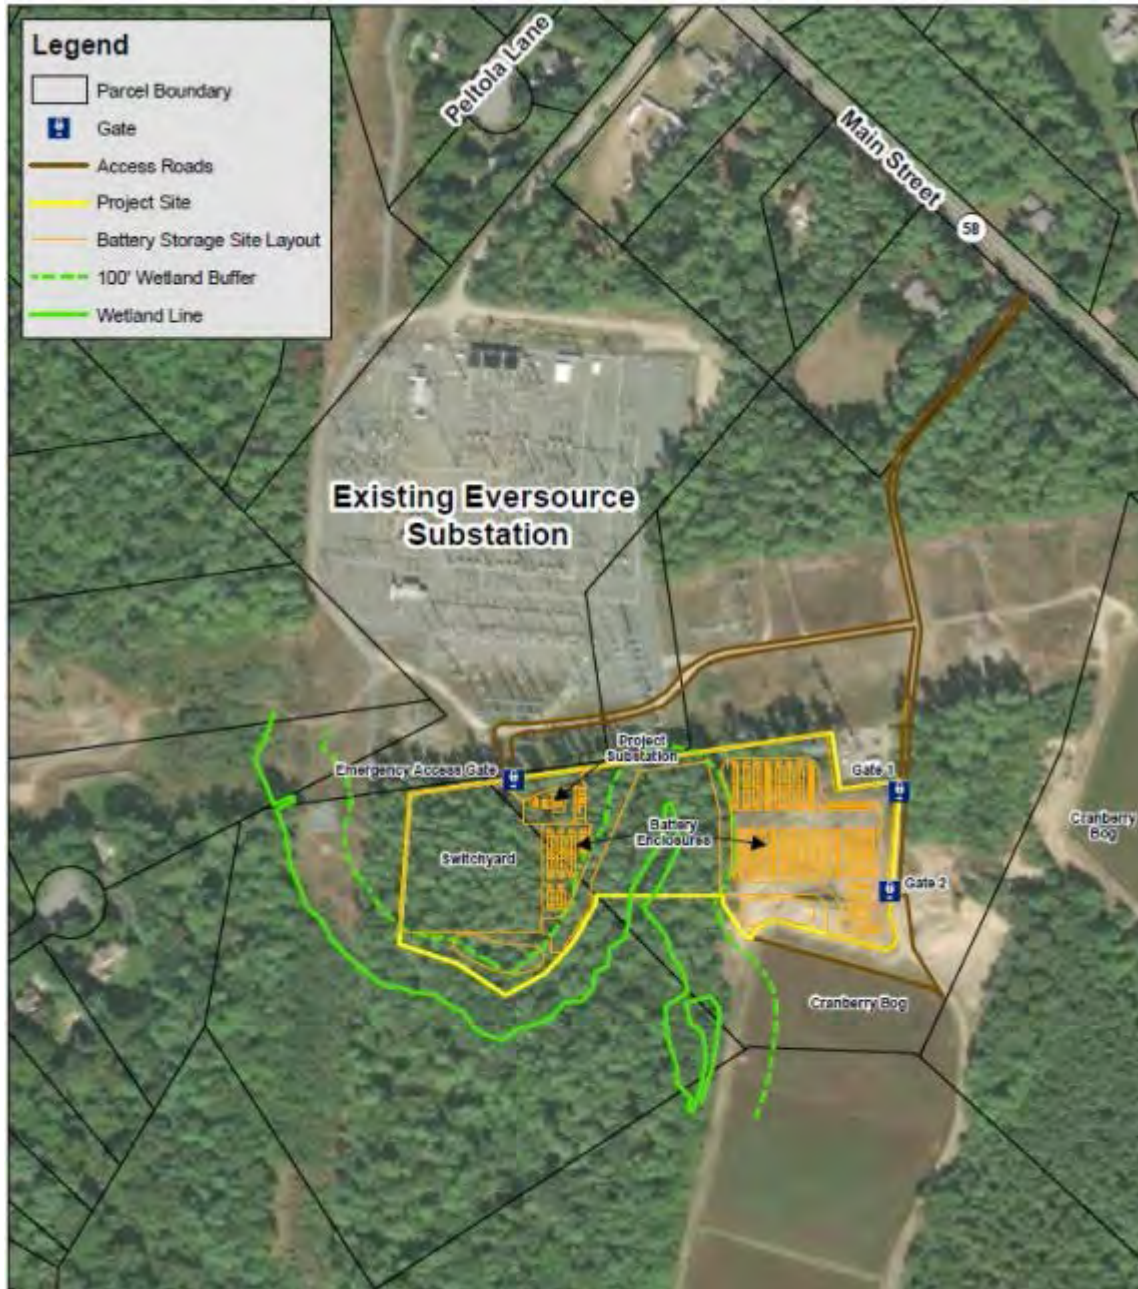 Legend
Parcel Boundary
Gate
Access Roads
Project Site
Battery Storage Site Layout
100' Wetland Buffer
Wetland Line
Peltola Lane
Main Street
58
Existing Eversource
Substation
Project
Substation
Emergency Access Gate
Gate 1
Battery
Enclosures
Switchyard
Gate 2
Cranberry
Bog
Cranberry Bog